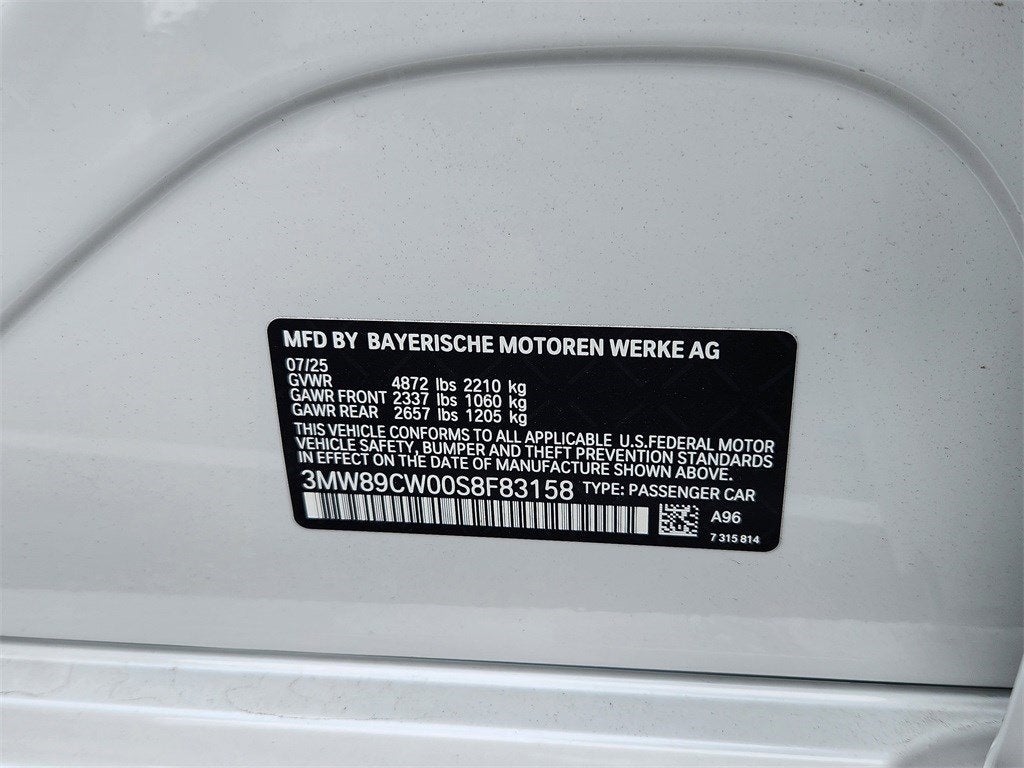 MFD BY BAYERISCHE MOTOREN WERKE AG
07/25
GVWR 4872 lbs 2210 kg
GAWR FRONT 2337 lbs 1060 kg
GAWR REAR 2657 lbs 1205 kg
THIS VEHICLE CONFORMS TO ALL APPLICABLE U.S.FEDERAL MOTOR
VEHICLE SAFETY, BUMPER AND THEFT PREVENTION STANDARDS
IN EFFECT ON THE DATE OF MANUFACTURE SHOWN ABOVE.
3MW89CW00S8F83158 TYPE: PASSENGER CAR
A96
7 315 814